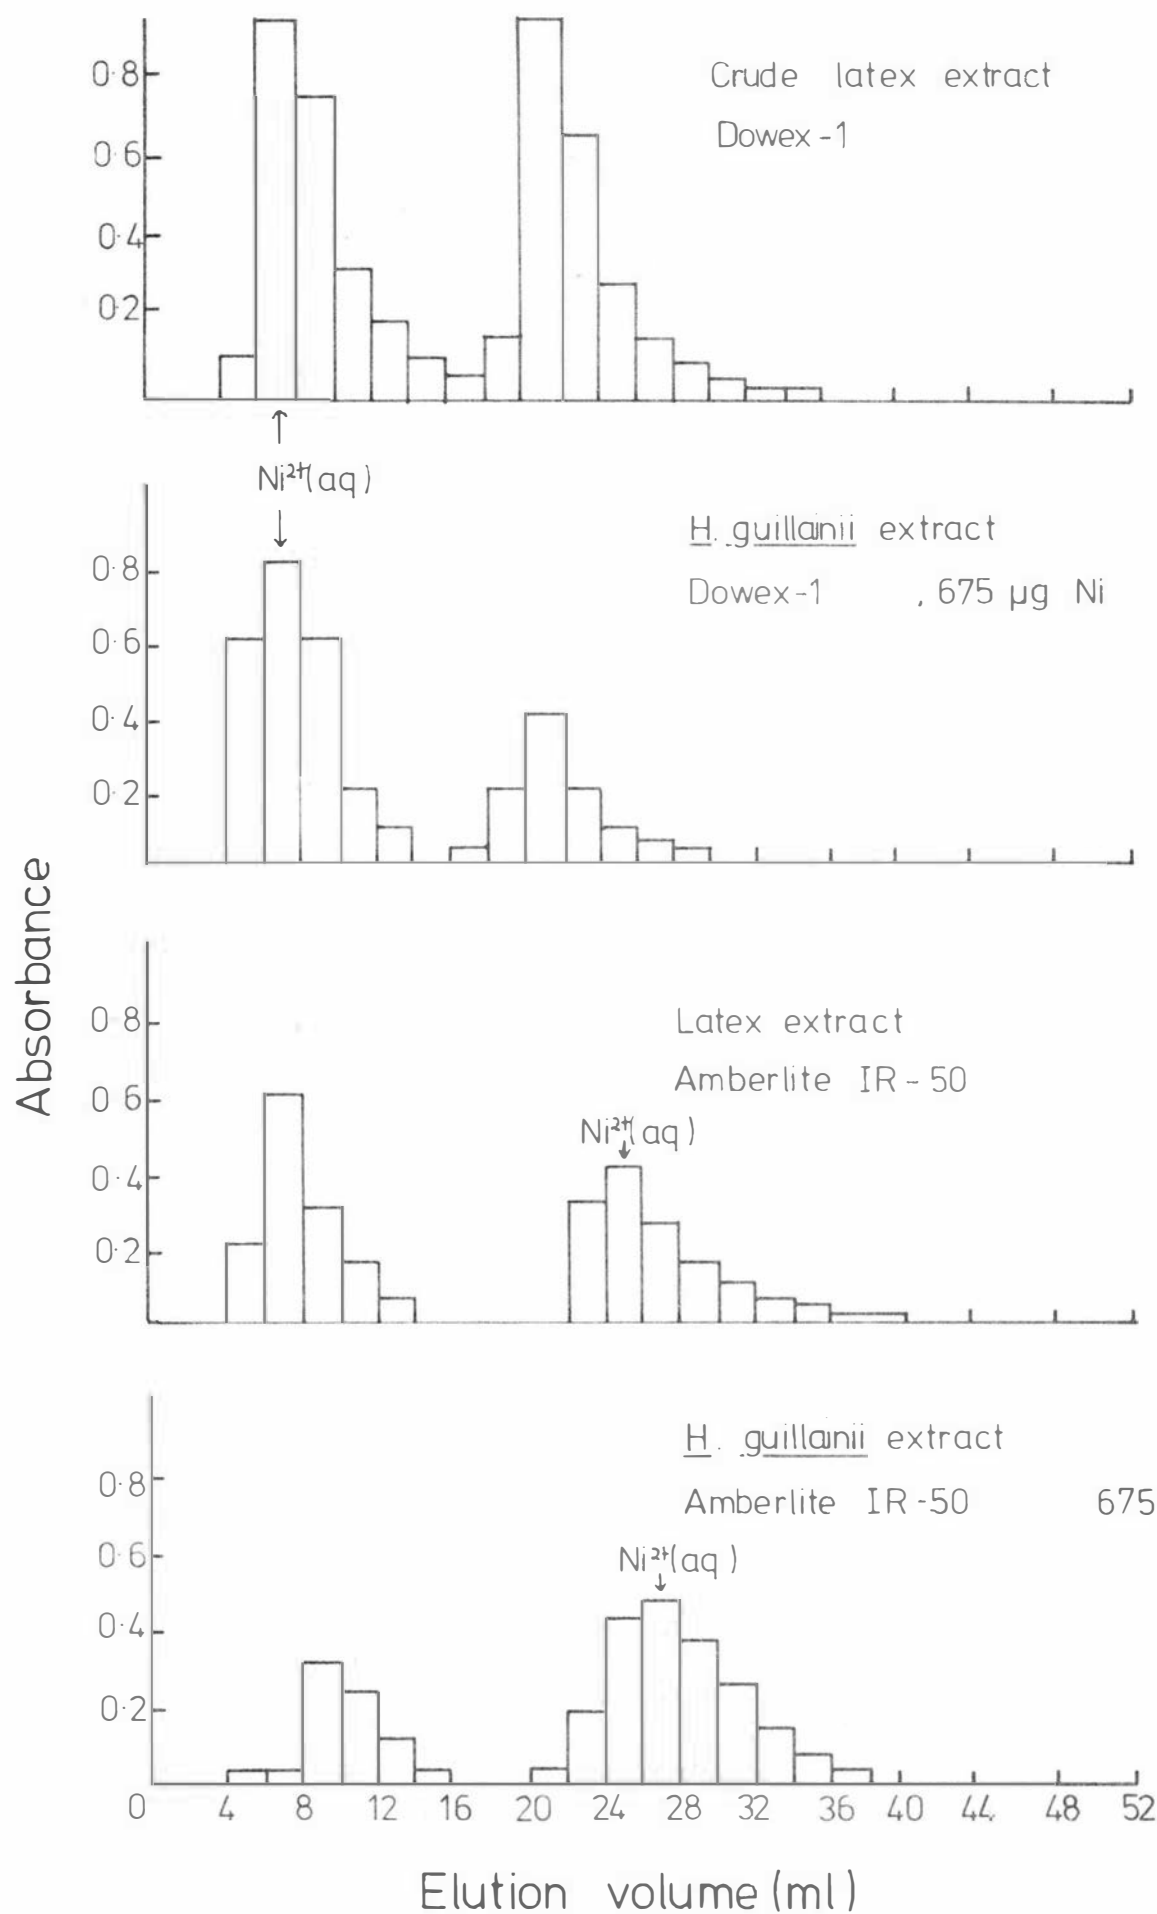 0·8
0·6
0·4
0·2
Crude latex extract
Dowex-1
Ni²⁺(aq)
0·8
0·6
0·4
0·2
H. guillainii extract
Dowex-1 , 675 µg Ni
Absorbance
0·8
0·6
0·4
0·2
Latex extract
Amberlite IR-50
Ni²⁺(aq)
0·8
0·6
0·4
0·2
H. guillainii extract
Amberlite IR-50 675
Ni²⁺(aq)
0 4 8 12 16 20 24 28 32 36 40 44 48 52
Elution volume (ml)